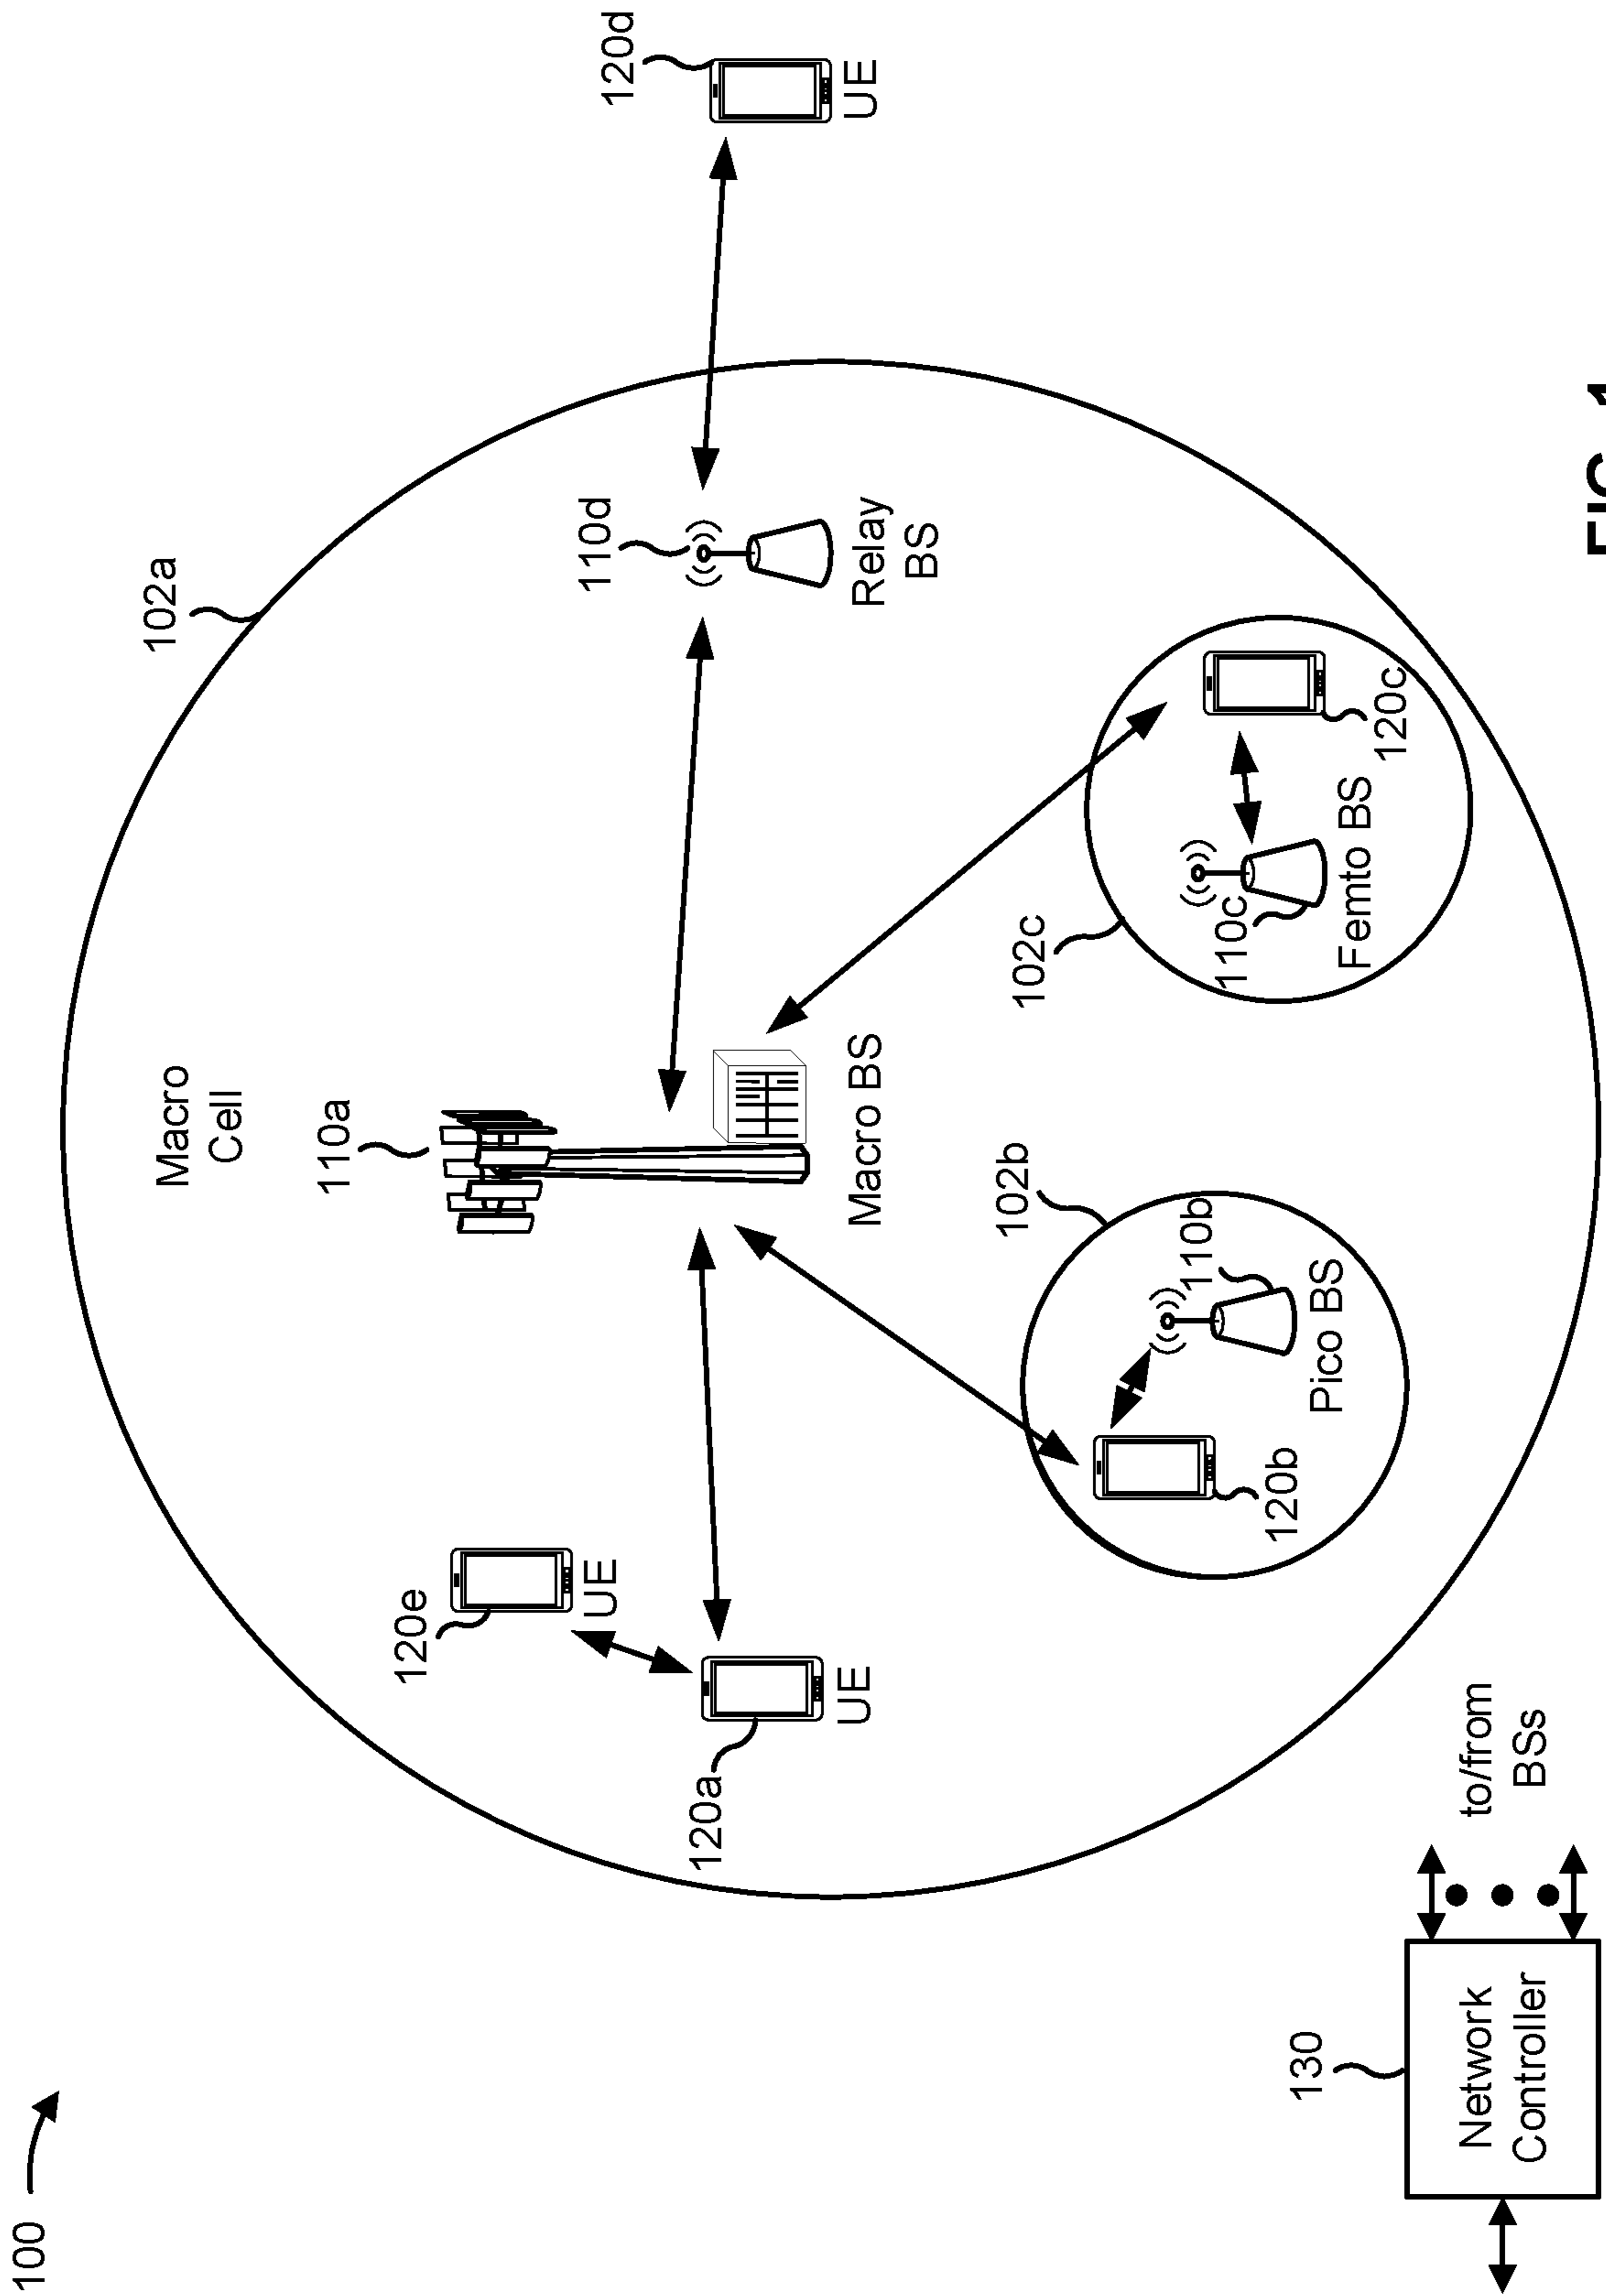 100
102a
Macro
Cell
110a
120e
UE
110d
120d
120a
UE
Macro BS
Relay
BS
UE
102b
102c
110b
110c
120b
Pico BS
Femto BS
120c
130
Network
Controller
to/from
BSs
FIG. 1